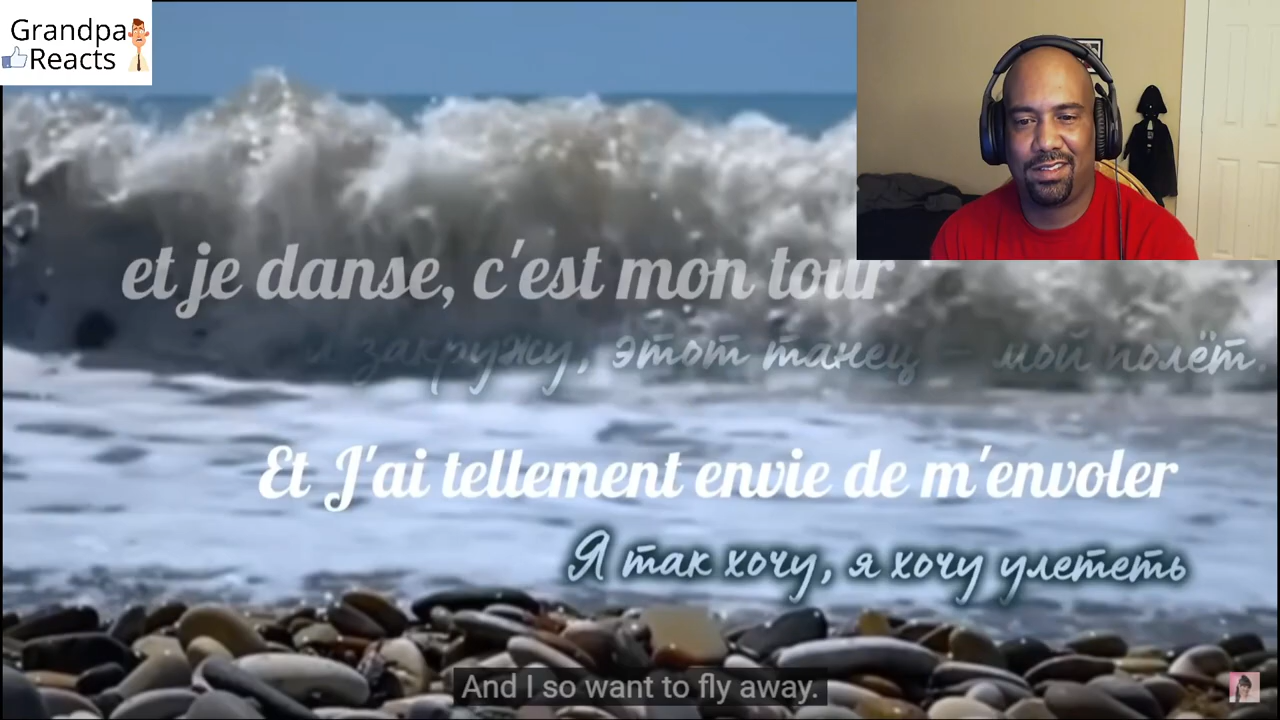 Grandpa
Reacts
et je danse, c'est mon tour
и закружу, этот танец – мой полёт.
Et J'ai tellement envie de m'envoler
Я так хочу, я хочу улететь
And I so want to fly away.